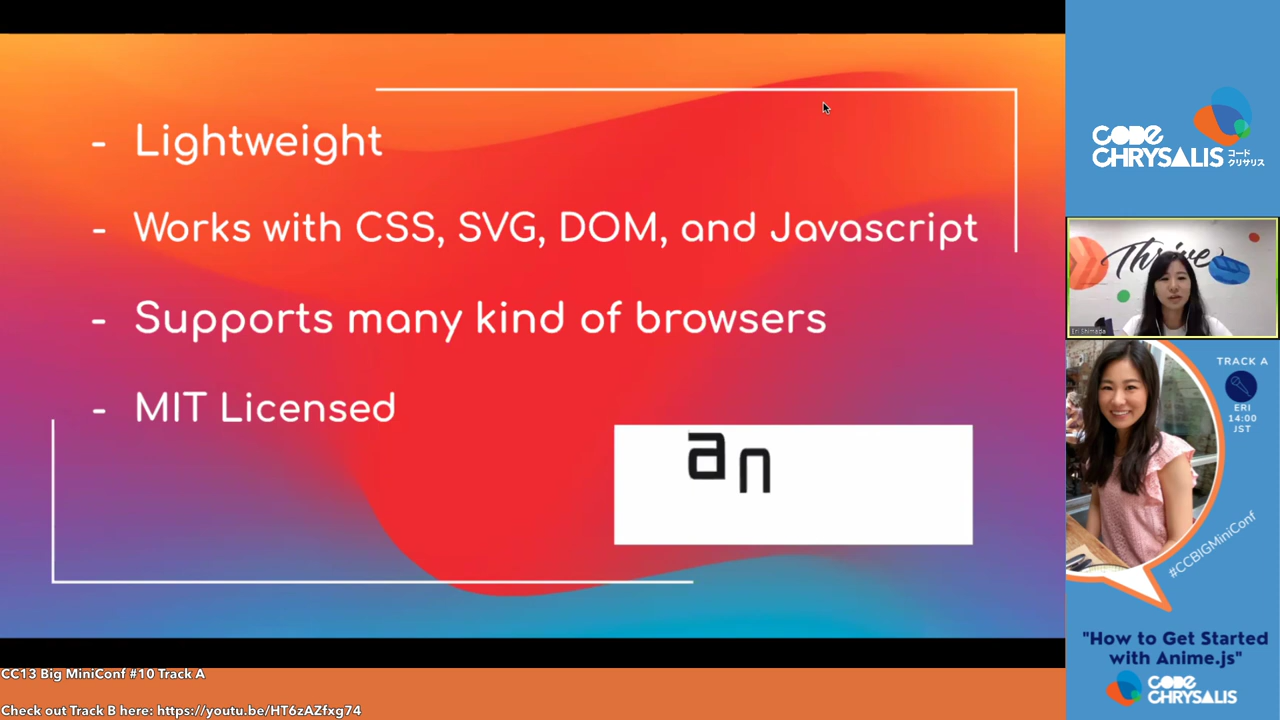 - Lightweight
- Works with CSS, SVG, DOM, and Javascript
- Supports many kind of browsers
- MIT Licensed
an
CODE
CHRYSALIS
コード
クリサリス
Thrive
Eri Shimada
TRACK A
ERI
14:00
JST
#CCBIGMiniConf
"How to Get Started
with Anime.js"
CODE
CHRYSALIS
CC13 Big MiniConf #10 Track A
Check out Track B here: https://youtu.be/HT6zAZfxg74